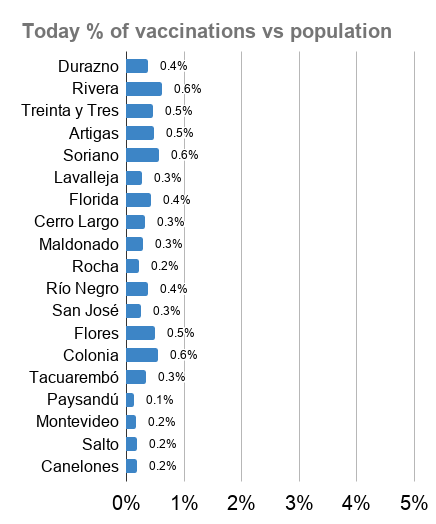 Today % of vaccinations vs population
Durazno 0.4%
Rivera 0.6%
Treinta y Tres 0.5%
Artigas 0.5%
Soriano 0.6%
Lavalleja 0.3%
Florida 0.4%
Cerro Largo 0.3%
Maldonado 0.3%
Rocha 0.2%
Río Negro 0.4%
San José 0.3%
Flores 0.5%
Colonia 0.6%
Tacuarembó 0.3%
Paysandú 0.1%
Montevideo 0.2%
Salto 0.2%
Canelones 0.2%
0% 1% 2% 3% 4% 5%